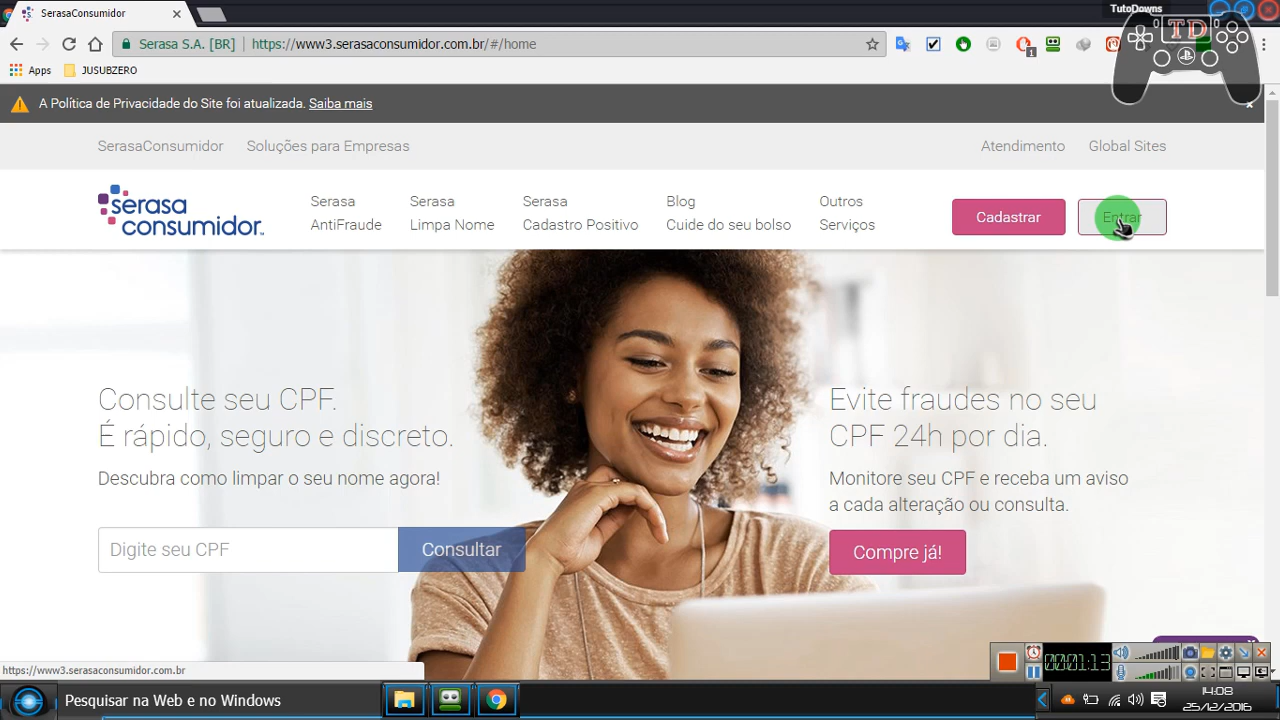 SerasaConsumidor
TutoDowns
TD
Serasa S.A. [BR]
https://www3.serasaconsumidor.com.br/#/home
1
Apps
JUSUBZERO
A Política de Privacidade do Site foi atualizada. Saiba mais
SerasaConsumidor
Soluções para Empresas
Atendimento
Global Sites
serasa
consumidor
Serasa
AntiFraude
Serasa
Limpa Nome
Serasa
Cadastro Positivo
Blog
Cuide do seu bolso
Outros
Serviços
Cadastrar
Entrar
Consulte seu CPF.
É rápido, seguro e discreto.
Descubra como limpar o seu nome agora!
Digite seu CPF
Consultar
Evite fraudes no seu
CPF 24h por dia.
Monitore seu CPF e receba um aviso
a cada alteração ou consulta.
Compre já!
https://www3.serasaconsumidor.com.br
00:01:13
Pesquisar na Web e no Windows
14:08
25/12/2016